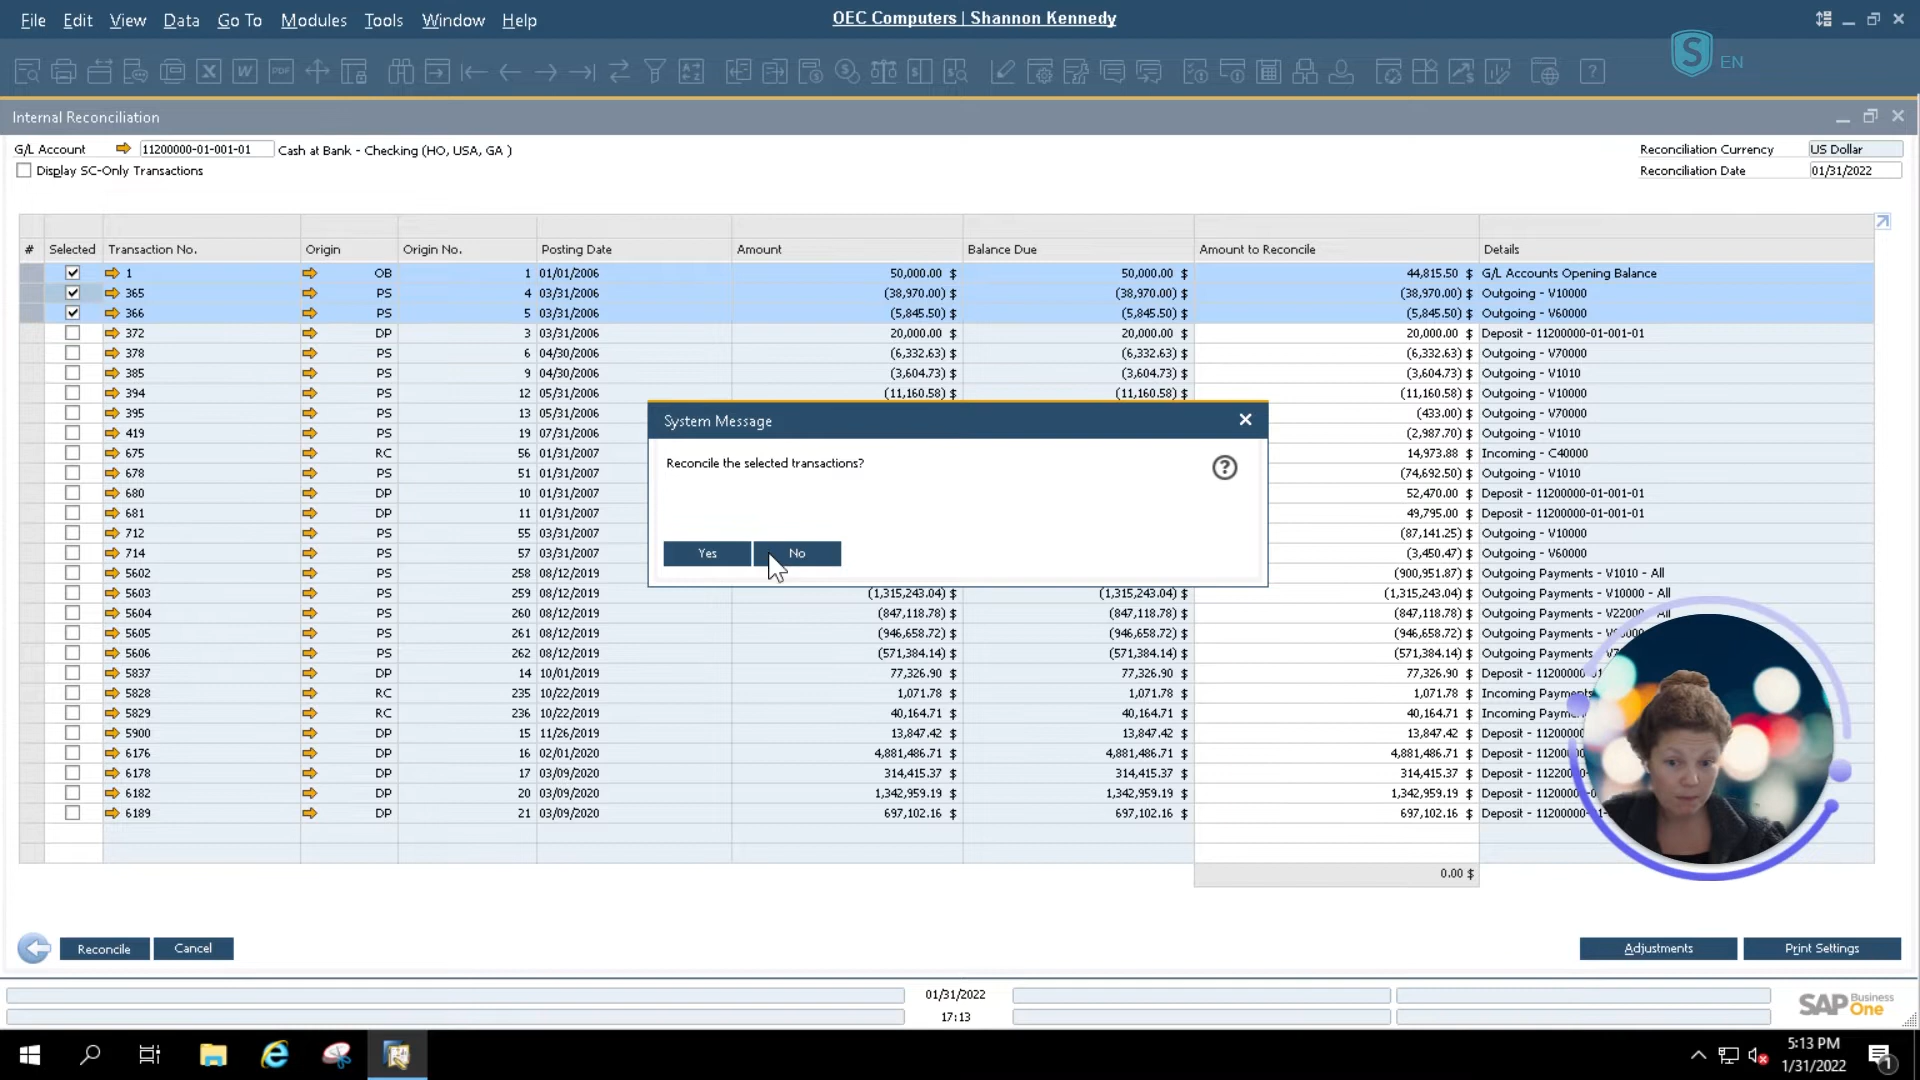 File Edit View Data Go To Modules Tools Window Help
OEC Computers | Shannon Kennedy
S EN
Internal Reconciliation
G/L Account 11200000-01-001-01 Cash at Bank - Checking (HO, USA, GA )
Display SC-Only Transactions
Reconciliation Currency US Dollar
Reconciliation Date 01/31/2022
# Selected Transaction No. Origin Origin No. Posting Date Amount Balance Due Amount to Reconcile Details
1 OB 1 01/01/2006 50,000.00 $ 50,000.00 $ 44,815.50 $ G/L Accounts Opening Balance
365 PS 4 03/31/2006 (38,970.00) $ (38,970.00) $ (38,970.00) $ Outgoing - V10000
366 PS 5 03/31/2006 (5,845.50) $ (5,845.50) $ (5,845.50) $ Outgoing - V60000
372 DP 3 03/31/2006 20,000.00 $ 20,000.00 $ 20,000.00 $ Deposit - 11200000-01-001-01
378 PS 6 04/30/2006 (6,332.63) $ (6,332.63) $ (6,332.63) $ Outgoing - V70000
385 PS 9 04/30/2006 (3,604.73) $ (3,604.73) $ (3,604.73) $ Outgoing - V1010
394 PS 12 05/31/2006 (11,160.58) $ (11,160.58) $ (11,160.58) $ Outgoing - V10000
395 PS 13 05/31/2006 (433.00) $ Outgoing - V70000
419 PS 19 07/31/2006 (2,987.70) $ Outgoing - V1010
675 RC 56 01/31/2007 14,973.88 $ Incoming - C40000
678 PS 51 01/31/2007 (74,692.50) $ Outgoing - V1010
680 DP 10 01/31/2007 52,470.00 $ Deposit - 11200000-01-001-01
681 DP 11 01/31/2007 49,795.00 $ Deposit - 11200000-01-001-01
712 PS 55 03/31/2007 (87,141.25) $ Outgoing - V10000
714 PS 57 03/31/2007 (3,450.47) $ Outgoing - V60000
5602 PS 258 08/12/2019 (900,951.87) $ Outgoing Payments - V1010 - All
5603 PS 259 08/12/2019 (1,315,243.04) $ (1,315,243.04) $ (1,315,243.04) $ Outgoing Payments - V10000 - All
5604 PS 260 08/12/2019 (847,118.78) $ (847,118.78) $ (847,118.78) $ Outgoing Payments - V22000 - All
5605 PS 261 08/12/2019 (946,658.72) $ (946,658.72) $ (946,658.72) $ Outgoing Payments -
5606 PS 262 08/12/2019 (571,384.14) $ (571,384.14) $ (571,384.14) $ Outgoing Payments -
5837 DP 14 10/01/2019 77,326.90 $ 77,326.90 $ 77,326.90 $ Deposit - 11200000
5828 RC 235 10/22/2019 1,071.78 $ 1,071.78 $ 1,071.78 $ Incoming Payments
5829 RC 236 10/22/2019 40,164.71 $ 40,164.71 $ 40,164.71 $ Incoming
5900 DP 15 11/26/2019 13,847.42 $ 13,847.42 $ 13,847.42 $ Deposit -
6176 DP 16 02/01/2020 4,881,486.71 $ 4,881,486.71 $ 4,881,486.71 $ Deposit -
6178 DP 17 03/09/2020 314,415.37 $ 314,415.37 $ 314,415.37 $ Deposit -
6182 DP 20 03/09/2020 1,342,959.19 $ 1,342,959.19 $ 1,342,959.19 $ Deposit -
6189 DP 21 03/09/2020 697,102.16 $ 697,102.16 $ 697,102.16 $ Deposit - 11200000
0.00 $
System Message
Reconcile the selected transactions?
Yes No
Reconcile Cancel Adjustments Print Settings
01/31/2022
17:13
SAP Business One
5:13 PM
1/31/2022
1